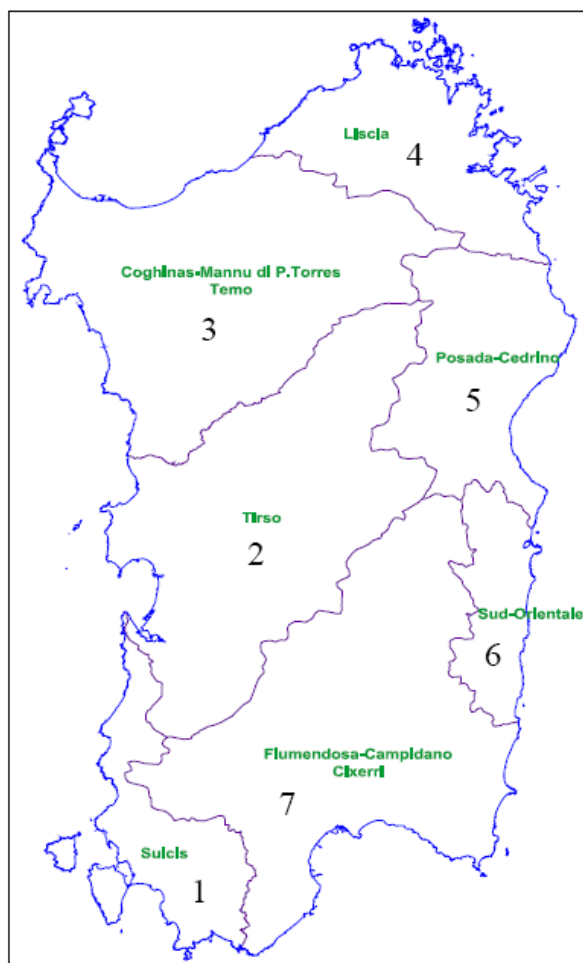 Liscia
4
Coghinas-Mannu di P.Torres
Temo
3
Posada-Cedrino
5
Tirso
2
Sud-Orientale
6
Flumendosa-Campidano
Cixerri
7
Sulcis
1